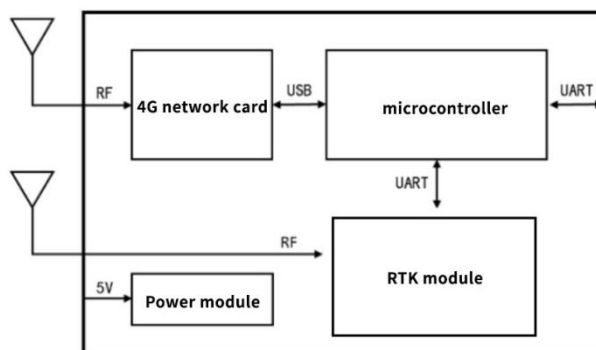 RF
4G network card
USB
microcontroller
UART
UART
RF
RTK module
5V
Power module